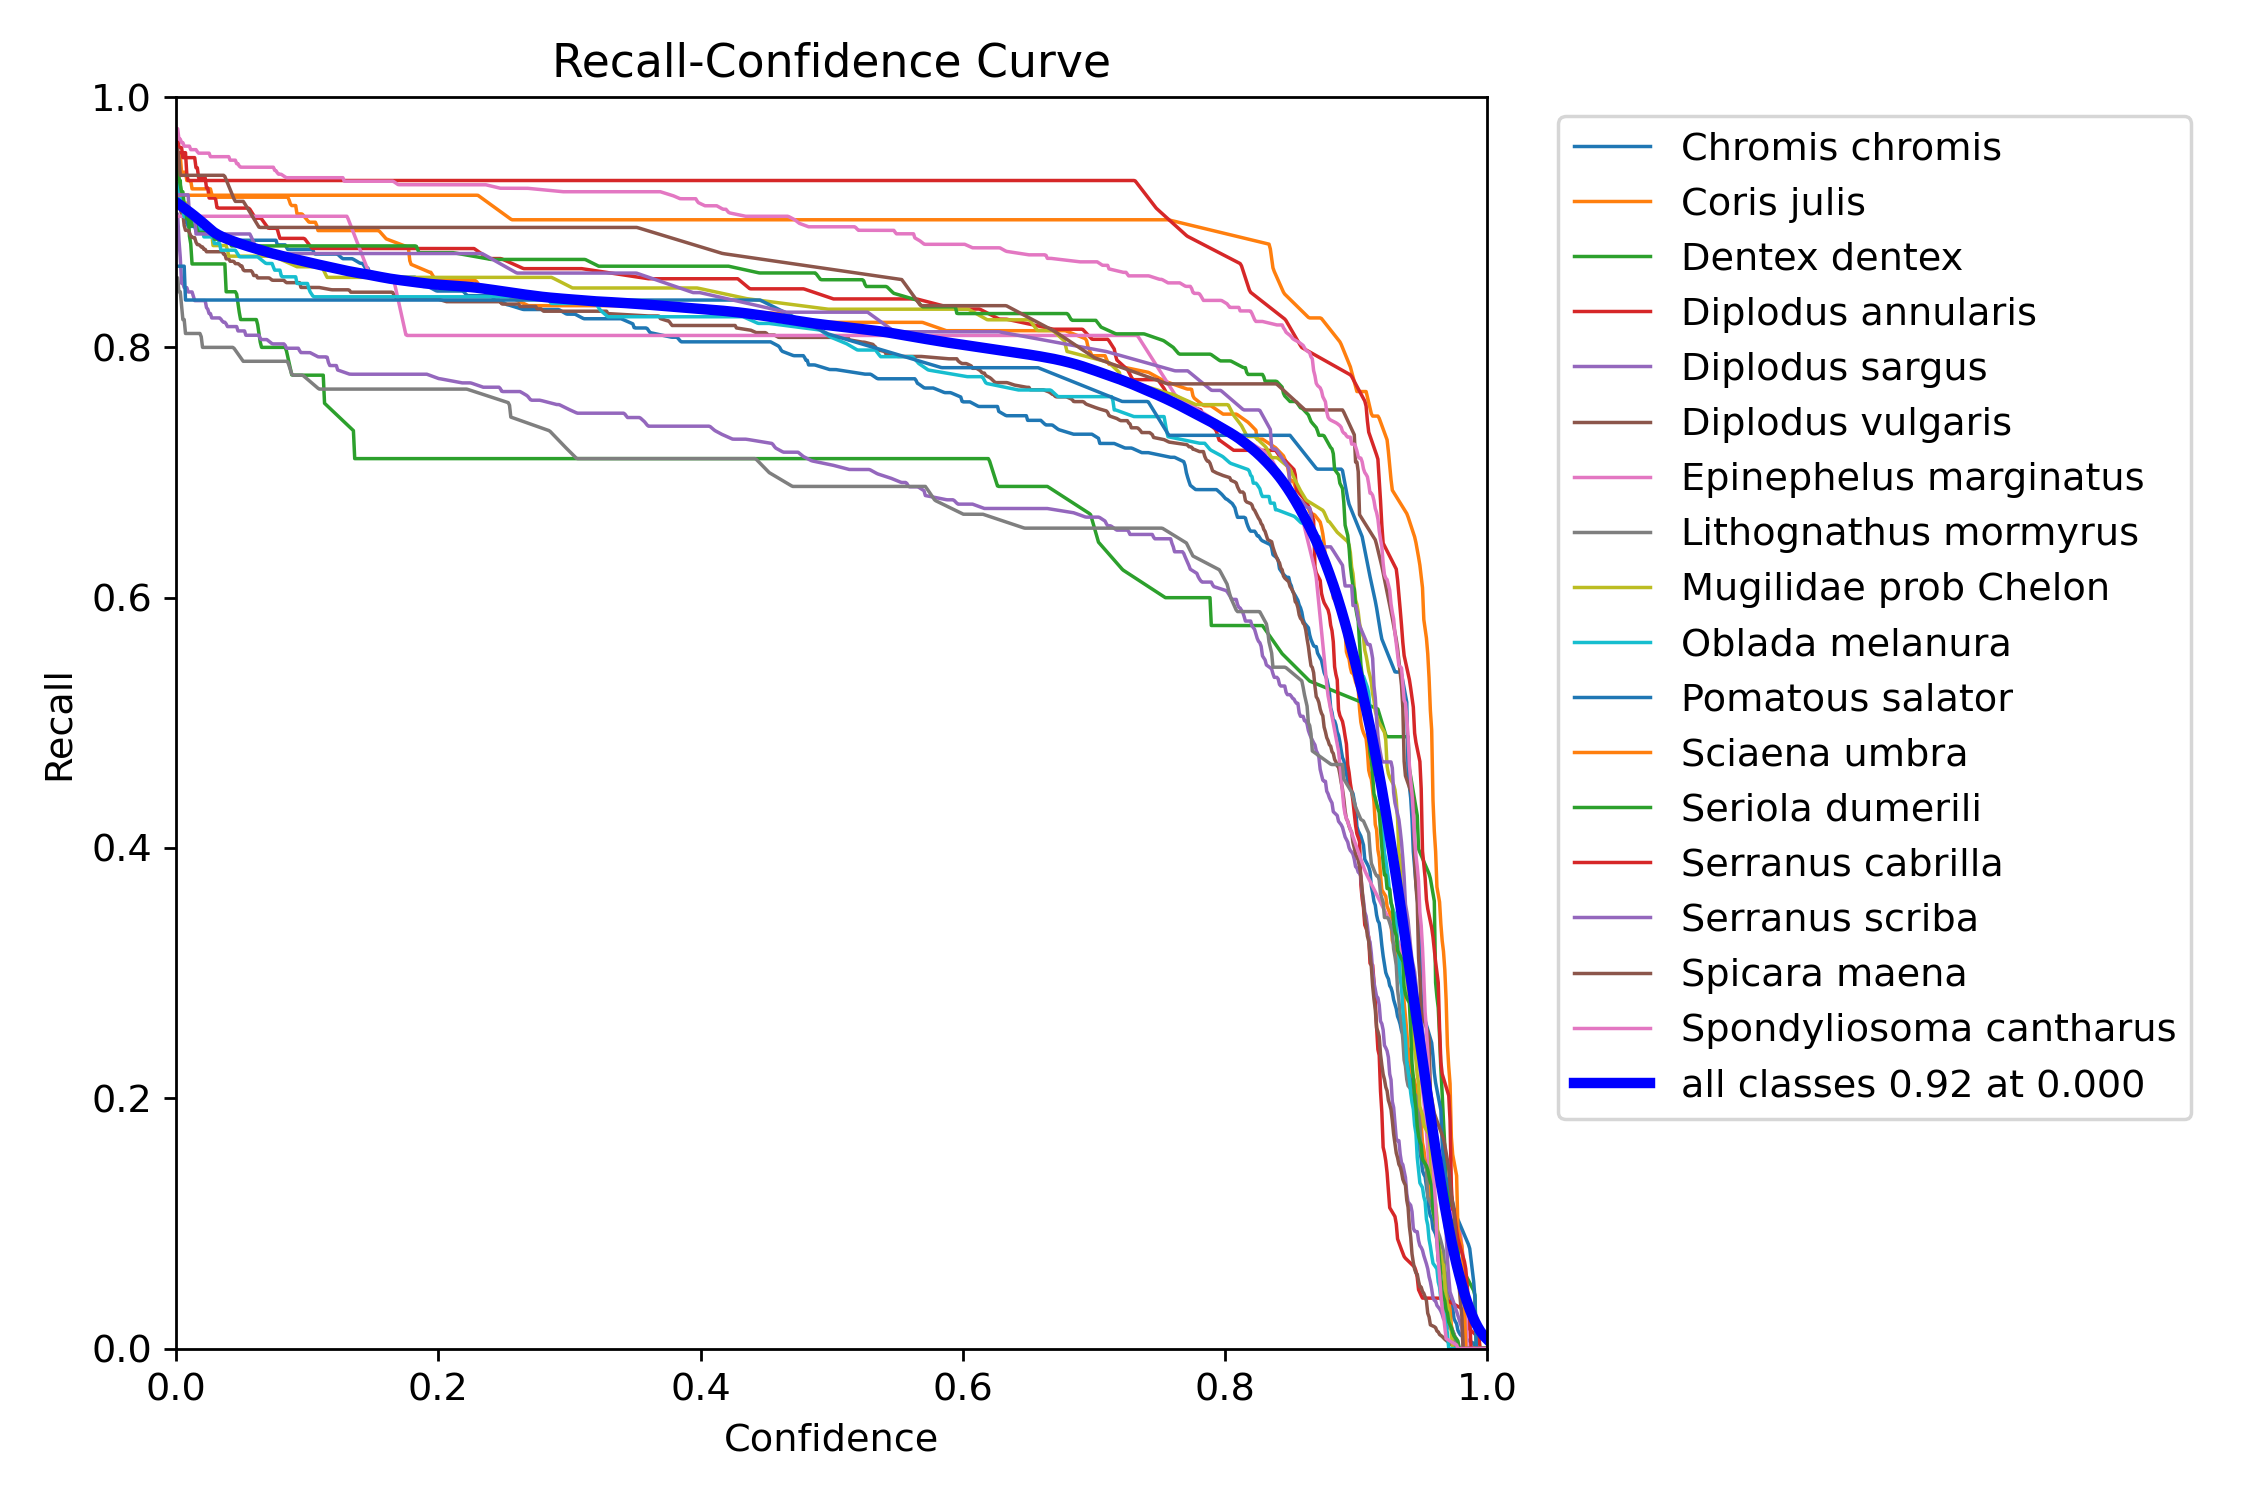 Recall-Confidence Curve
1.0
0.8
0.6
0.4
0.2
0.0
Recall
0.0 0.2 0.4 0.6 0.8 1.0
Confidence
Chromis chromis
Coris julis
Dentex dentex
Diplodus annularis
Diplodus sargus
Diplodus vulgaris
Epinephelus marginatus
Lithognathus mormyrus
Mugilidae prob Chelon
Oblada melanura
Pomatous salator
Sciaena umbra
Seriola dumerili
Serranus cabrilla
Serranus scriba
Spicara maena
Spondyliosoma cantharus
all classes 0.92 at 0.000